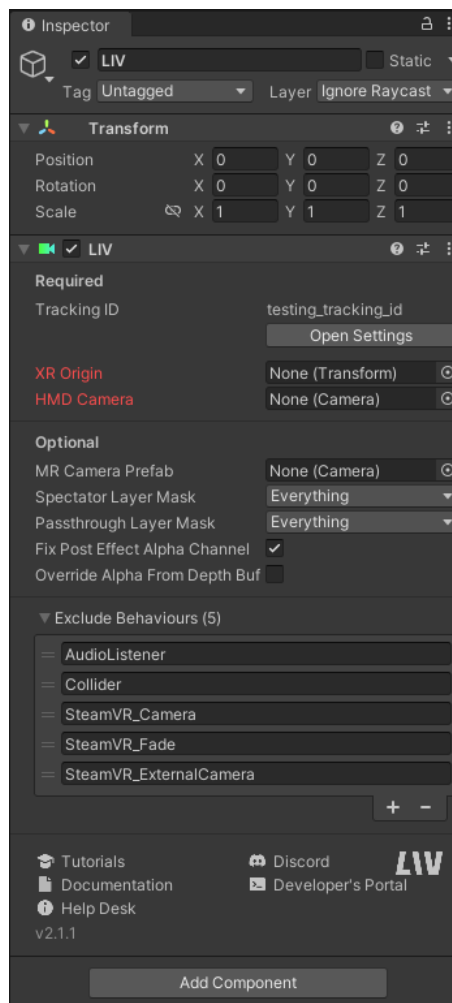 Inspector
LIV Static
Tag Untagged Layer Ignore Raycast
Transform
Position X 0 Y 0 Z 0
Rotation X 0 Y 0 Z 0
Scale X 1 Y 1 Z 1
LIV
Required
Tracking ID testing_tracking_id
Open Settings
XR Origin None (Transform)
HMD Camera None (Camera)
Optional
MR Camera Prefab None (Camera)
Spectator Layer Mask Everything
Passthrough Layer Mask Everything
Fix Post Effect Alpha Channel
Override Alpha From Depth Buf
Exclude Behaviours (5)
AudioListener
Collider
SteamVR_Camera
SteamVR_Fade
SteamVR_ExternalCamera
+ -
Tutorials Discord LIV
Documentation Developer's Portal
Help Desk
v2.1.1
Add Component